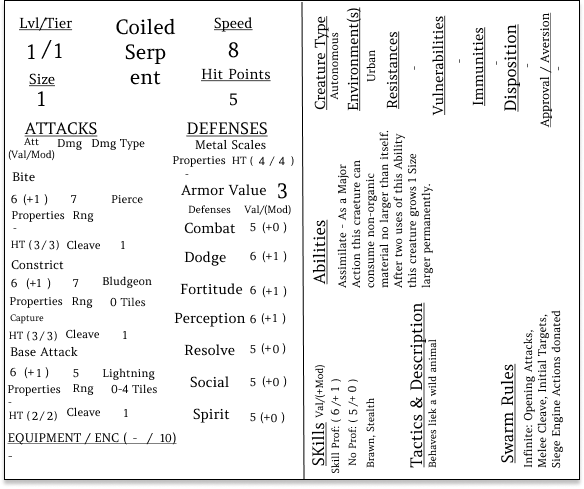 Lvl/Tier
1/1
Size
1
Coiled
Serp
ent
Speed
8
Hit Points
5
ATTACKS
Att Dmg Dmg Type
(Val/Mod)
Bite
6 (+1 ) 7 Pierce
Properties Rng
-
HT (3/3) Cleave 1
Constrict
6 (+1 ) 7 Bludgeon
Properties Rng 0 Tiles
Capture
HT (3/3) Cleave 1
Base Attack
6 (+1 ) 5 Lightning
Properties Rng 0-4 Tiles
-
HT (2/2) Cleave 1
EQUIPMENT / ENC ( - / 10)
-
DEFENSES
Metal Scales
Properties HT ( 4 / 4 )
-
Armor Value 3
Defenses Val/(Mod)
Combat 5 (+0 )
Dodge 6 (+1 )
Fortitude 6 (+1 )
Perception 6 (+1 )
Resolve 5 (+0 )
Social 5 (+0 )
Spirit 5 (+0 )
Creature Type
Autonomous
Environment(s)
Urban
Resistances
-
Vulnerabilities
-
Immunities
-
Disposition
-
Approval / Aversion
-
Abilities
Assimilate - As a Major
Action this craeture can
consume non-organic
material no larger than itself.
After two uses of this Ability
this creature grows 1 Size
larger permanently.
SKills Val/(+Mod)
Skill Prof: ( 6 /+ 1 )
No Prof: ( 5 /+ 0 )
Brawn, Stealth
Tactics & Description
Behaves liek a wild animal
Swarm Rules
Infinite: Opening Attacks,
Melee Cleave, Initial Targets,
Siege Engine Actions donated